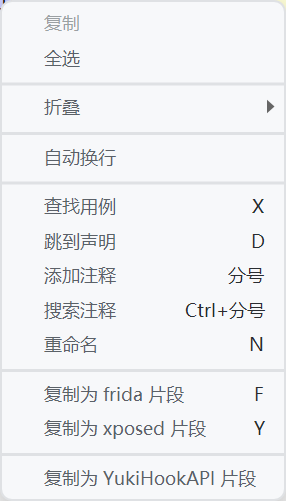 复制
全选
折叠
自动换行
查找用例 X
跳到声明 D
添加注释 分号
搜索注释 Ctrl+分号
重命名 N
复制为 frida 片段 F
复制为 xposed 片段 Y
复制为 YukiHookAPI 片段